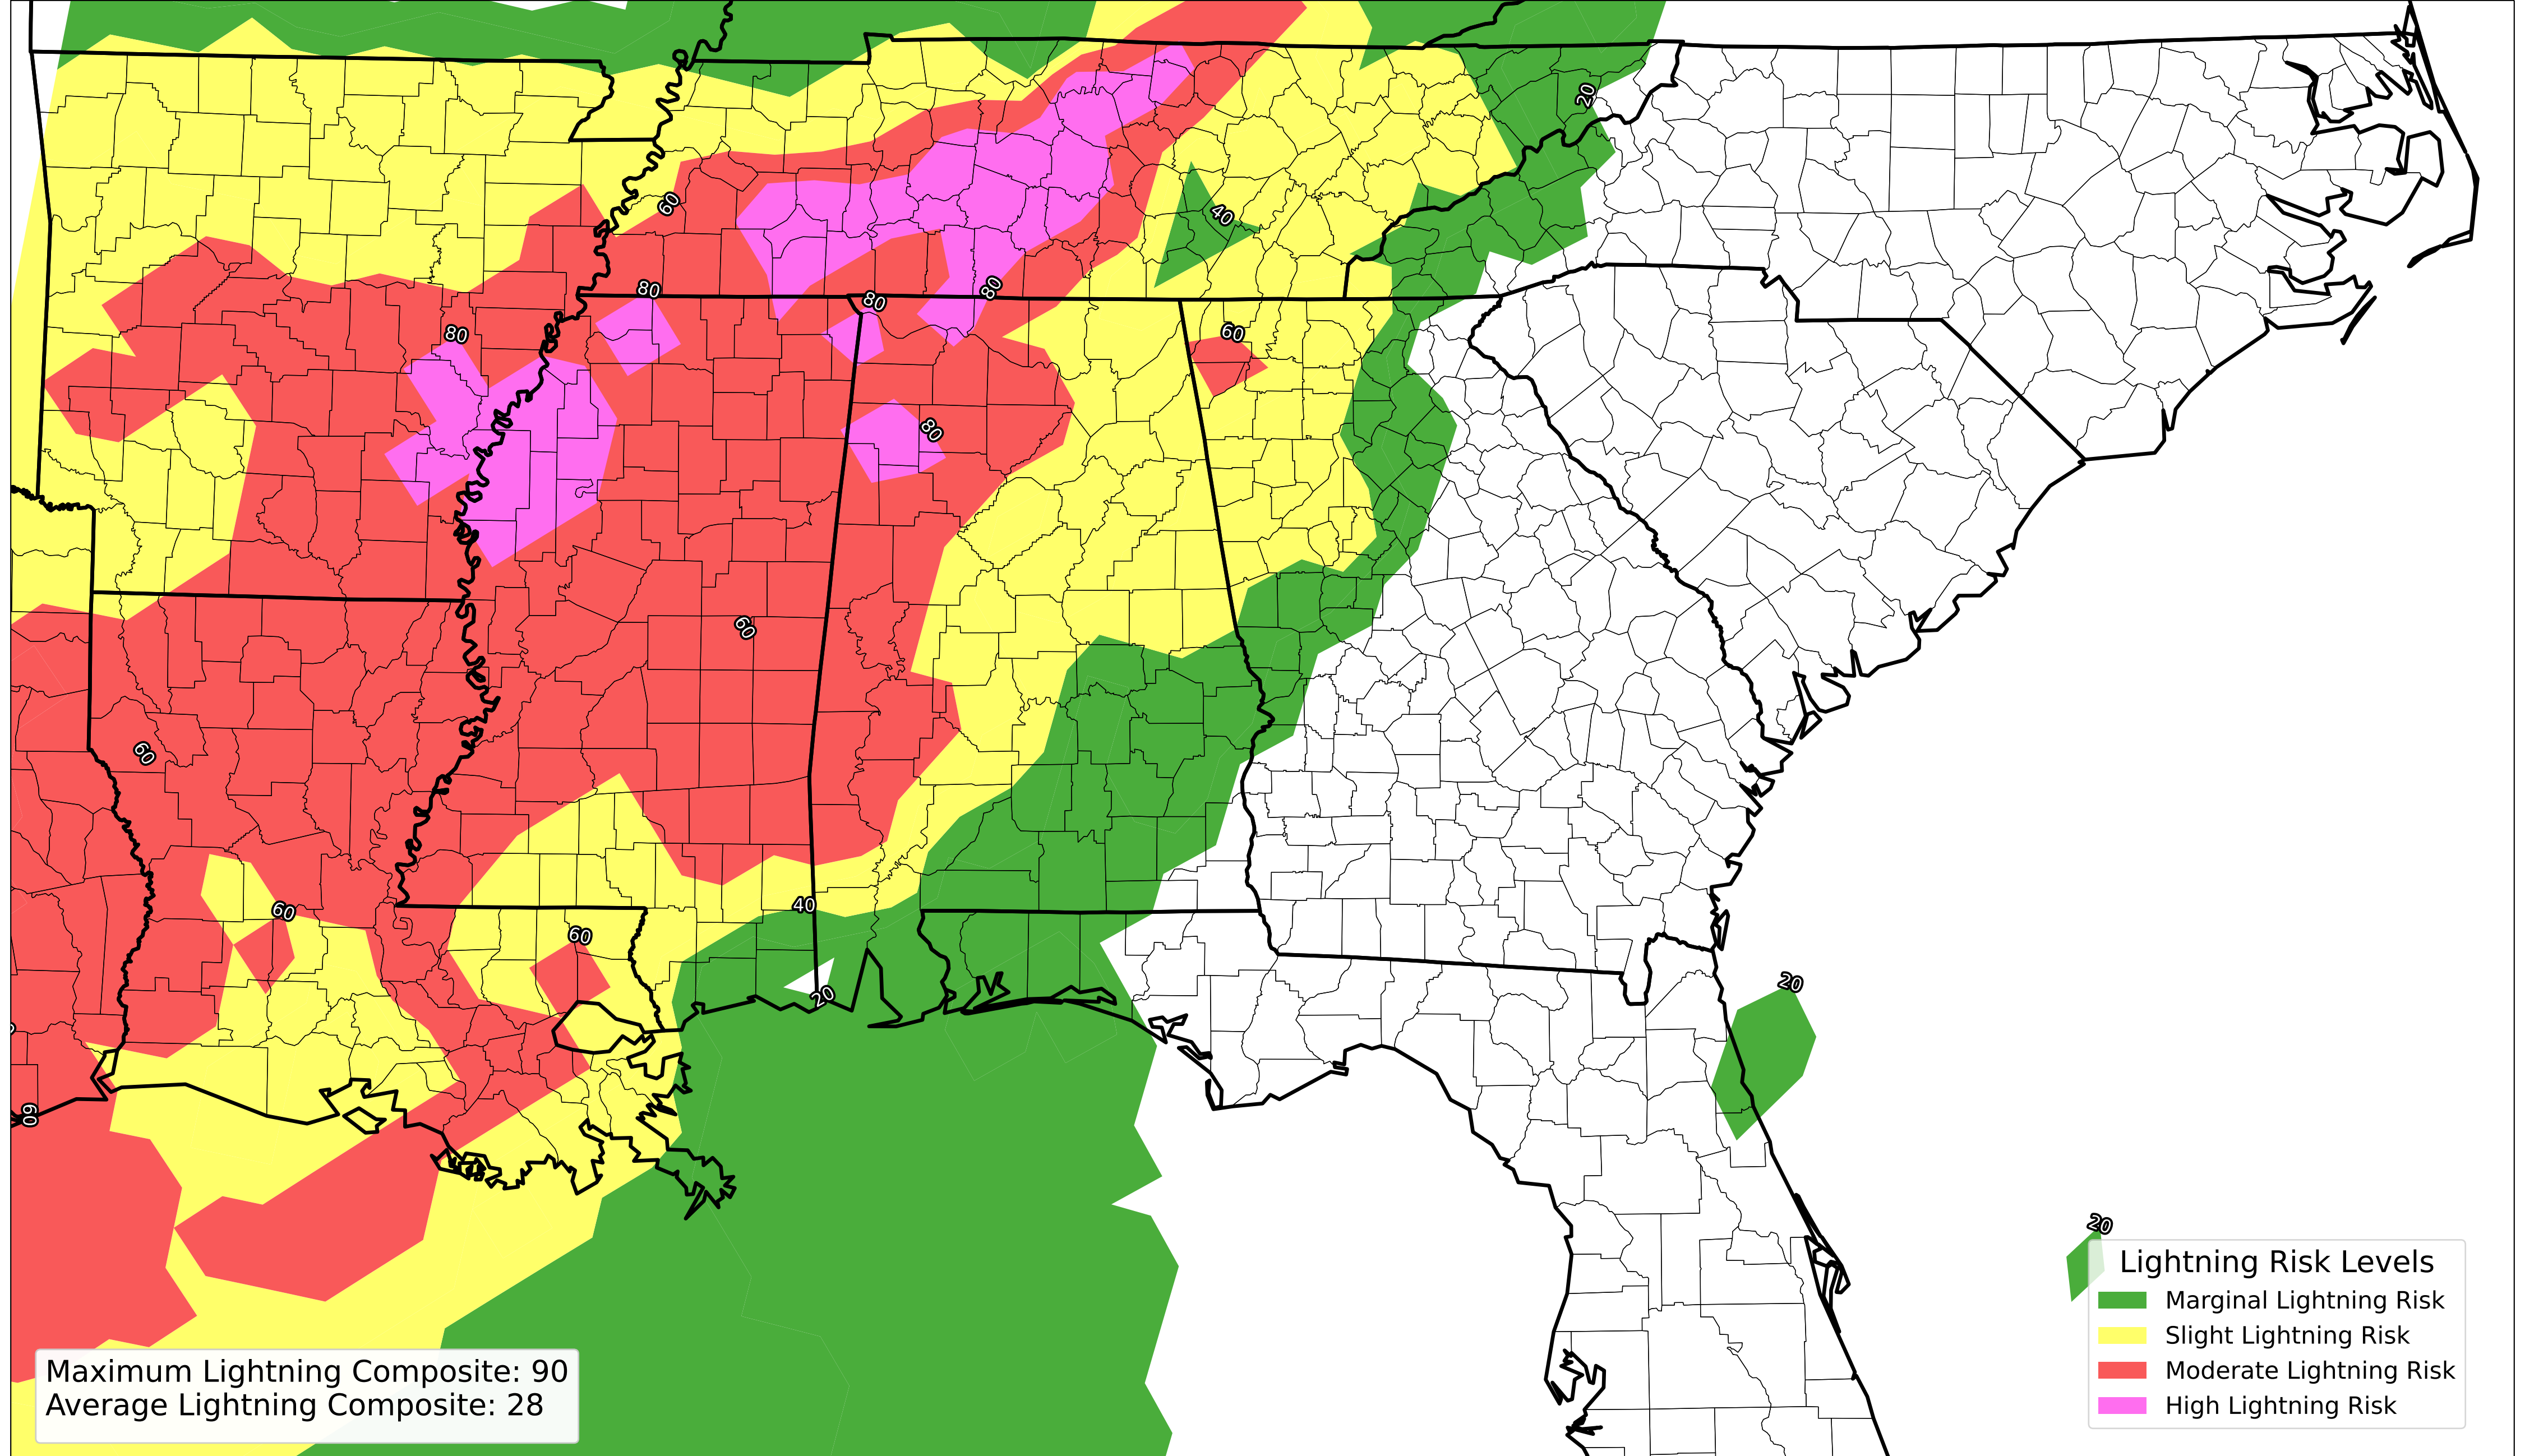 20
40
60
80
80
80
80
60
80
60
60
60
40
60
20
20
60
20
Lightning Risk Levels
Marginal Lightning Risk
Slight Lightning Risk
Moderate Lightning Risk
High Lightning Risk
Maximum Lightning Composite: 90
Average Lightning Composite: 28